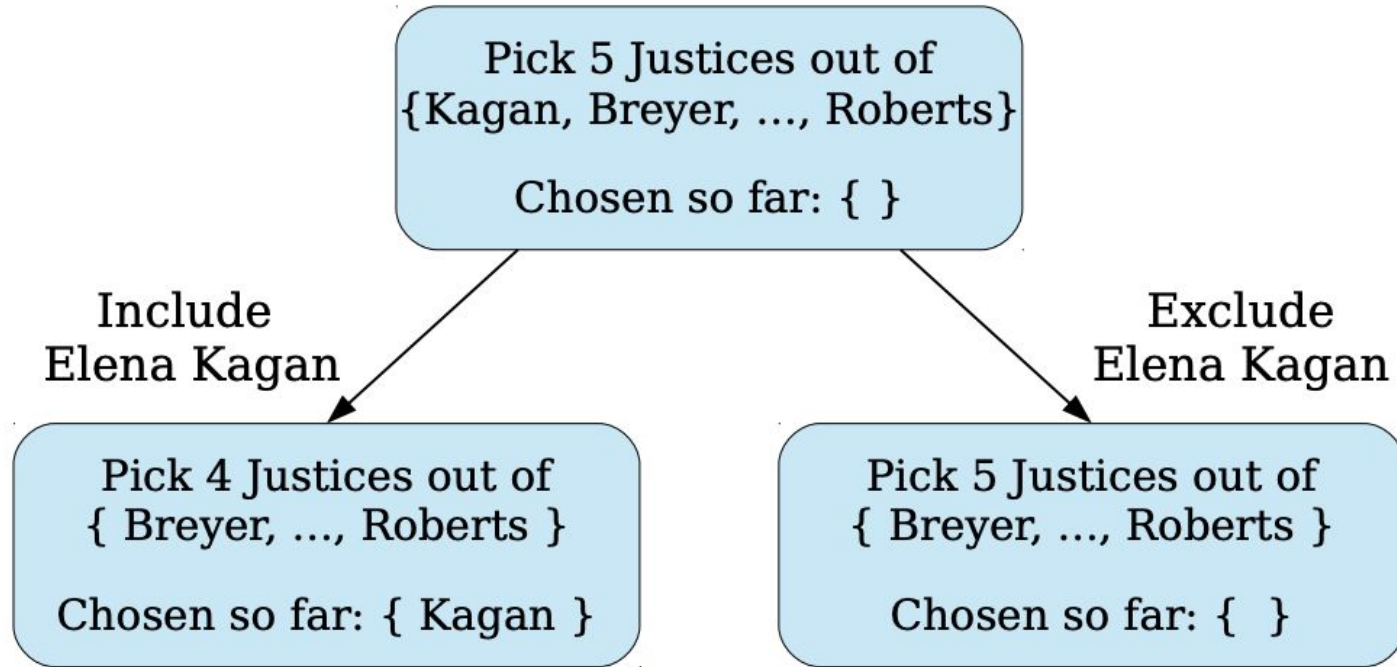 Pick 5 Justices out of
{Kagan, Breyer, ..., Roberts}
Chosen so far: { }
Include
Elena Kagan
Exclude
Elena Kagan
Pick 4 Justices out of
{ Breyer, ..., Roberts }
Chosen so far: { Kagan }
Pick 5 Justices out of
{ Breyer, ..., Roberts }
Chosen so far: {  }